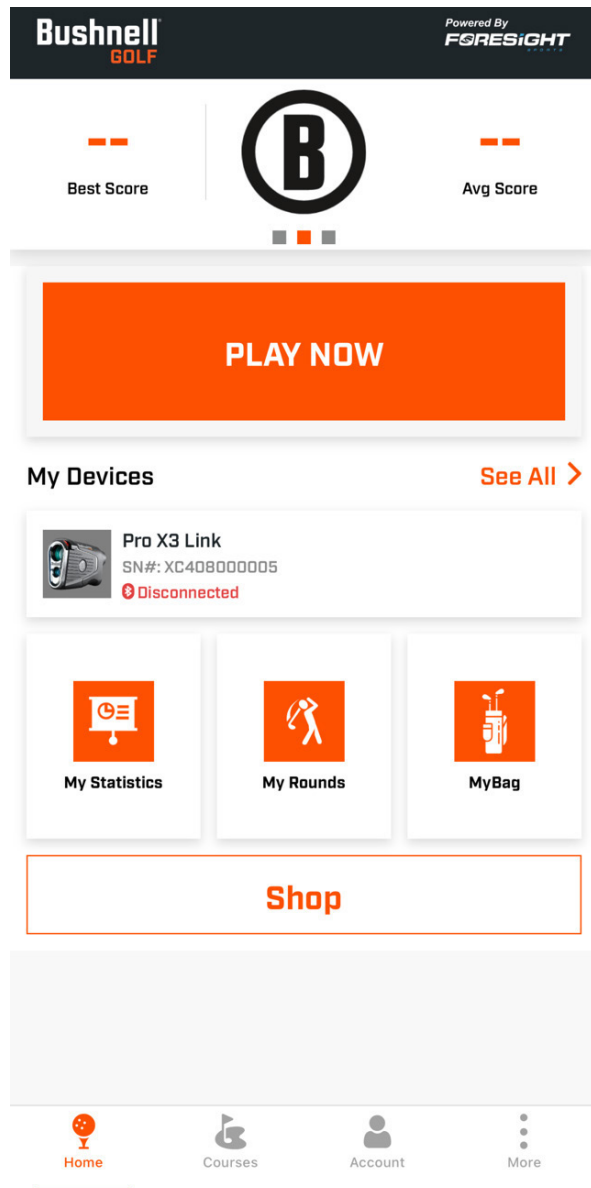 Bushnell
GOLF
Powered By
FORESiGHT
SPORTS
--
Best Score
B
--
Avg Score
PLAY NOW
My Devices
See All
Pro X3 Link
SN#: XC408000005
Disconnected
My Statistics
My Rounds
MyBag
Shop
Home
Courses
Account
More